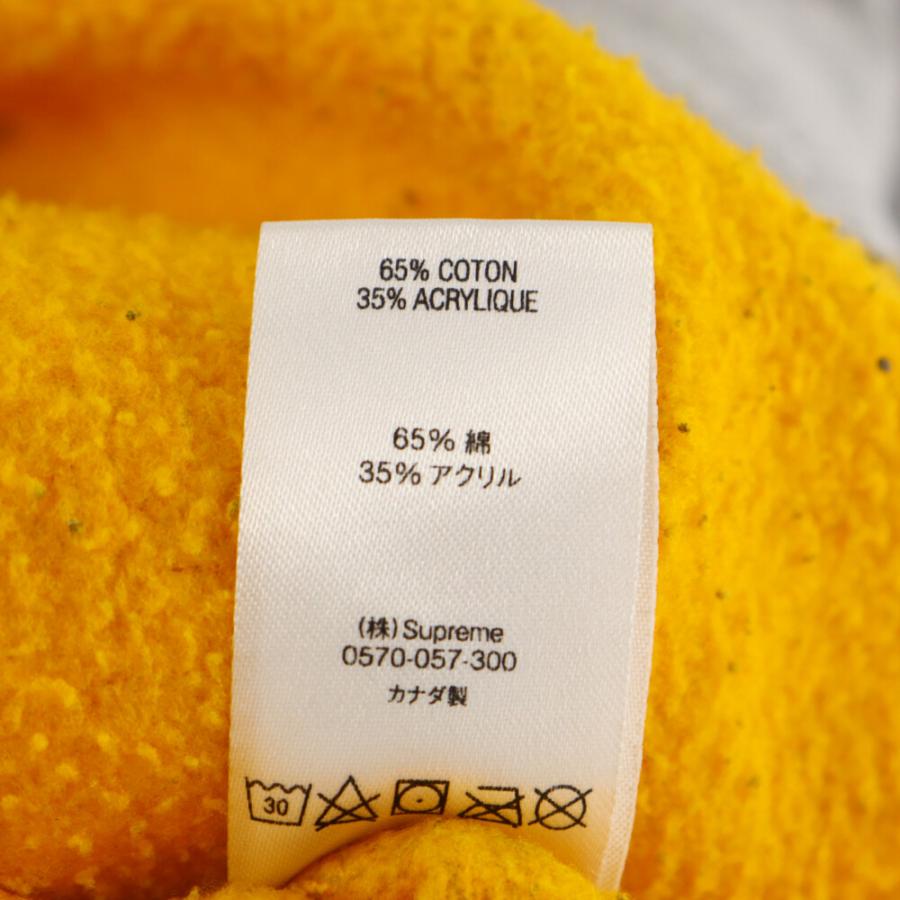 65% COTON
35% ACRYLIQUE
65% 綿
35% アクリル
(株)Supreme
0570-057-300
カナダ製
30